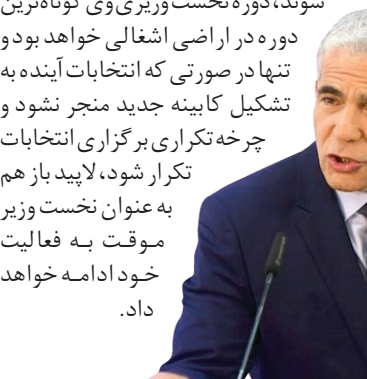 شوند، دوره نخست‌وزیری وی کوتاه‌ترین
دوره در اراضی اشغالی خواهد بود و
تنها در صورتی که انتخابات آینده به
تشکیل کابینه جدید منجر نشود و
چرخه تکراری برگزاری انتخابات
تکرار شود، لاپید باز هم
به عنوان نخست وزیر
موقت به فعالیت
خود ادامه خواهد
داد.